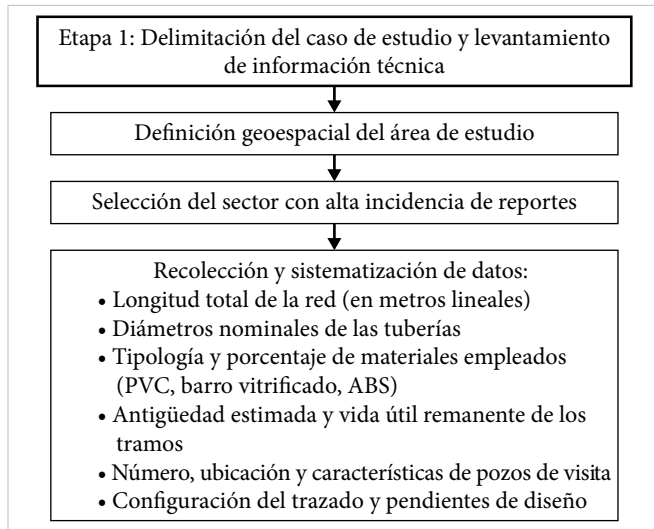 Etapa 1: Delimitación del caso de estudio y levantamiento
de información técnica
Definición geoespacial del área de estudio
Selección del sector con alta incidencia de reportes
Recolección y sistematización de datos:
• Longitud total de la red (en metros lineales)
• Diámetros nominales de las tuberías
• Tipología y porcentaje de materiales empleados
(PVC, barro vitrificado, ABS)
• Antigüedad estimada y vida útil remanente de los
tramos
• Número, ubicación y características de pozos de visita
• Configuración del trazado y pendientes de diseño